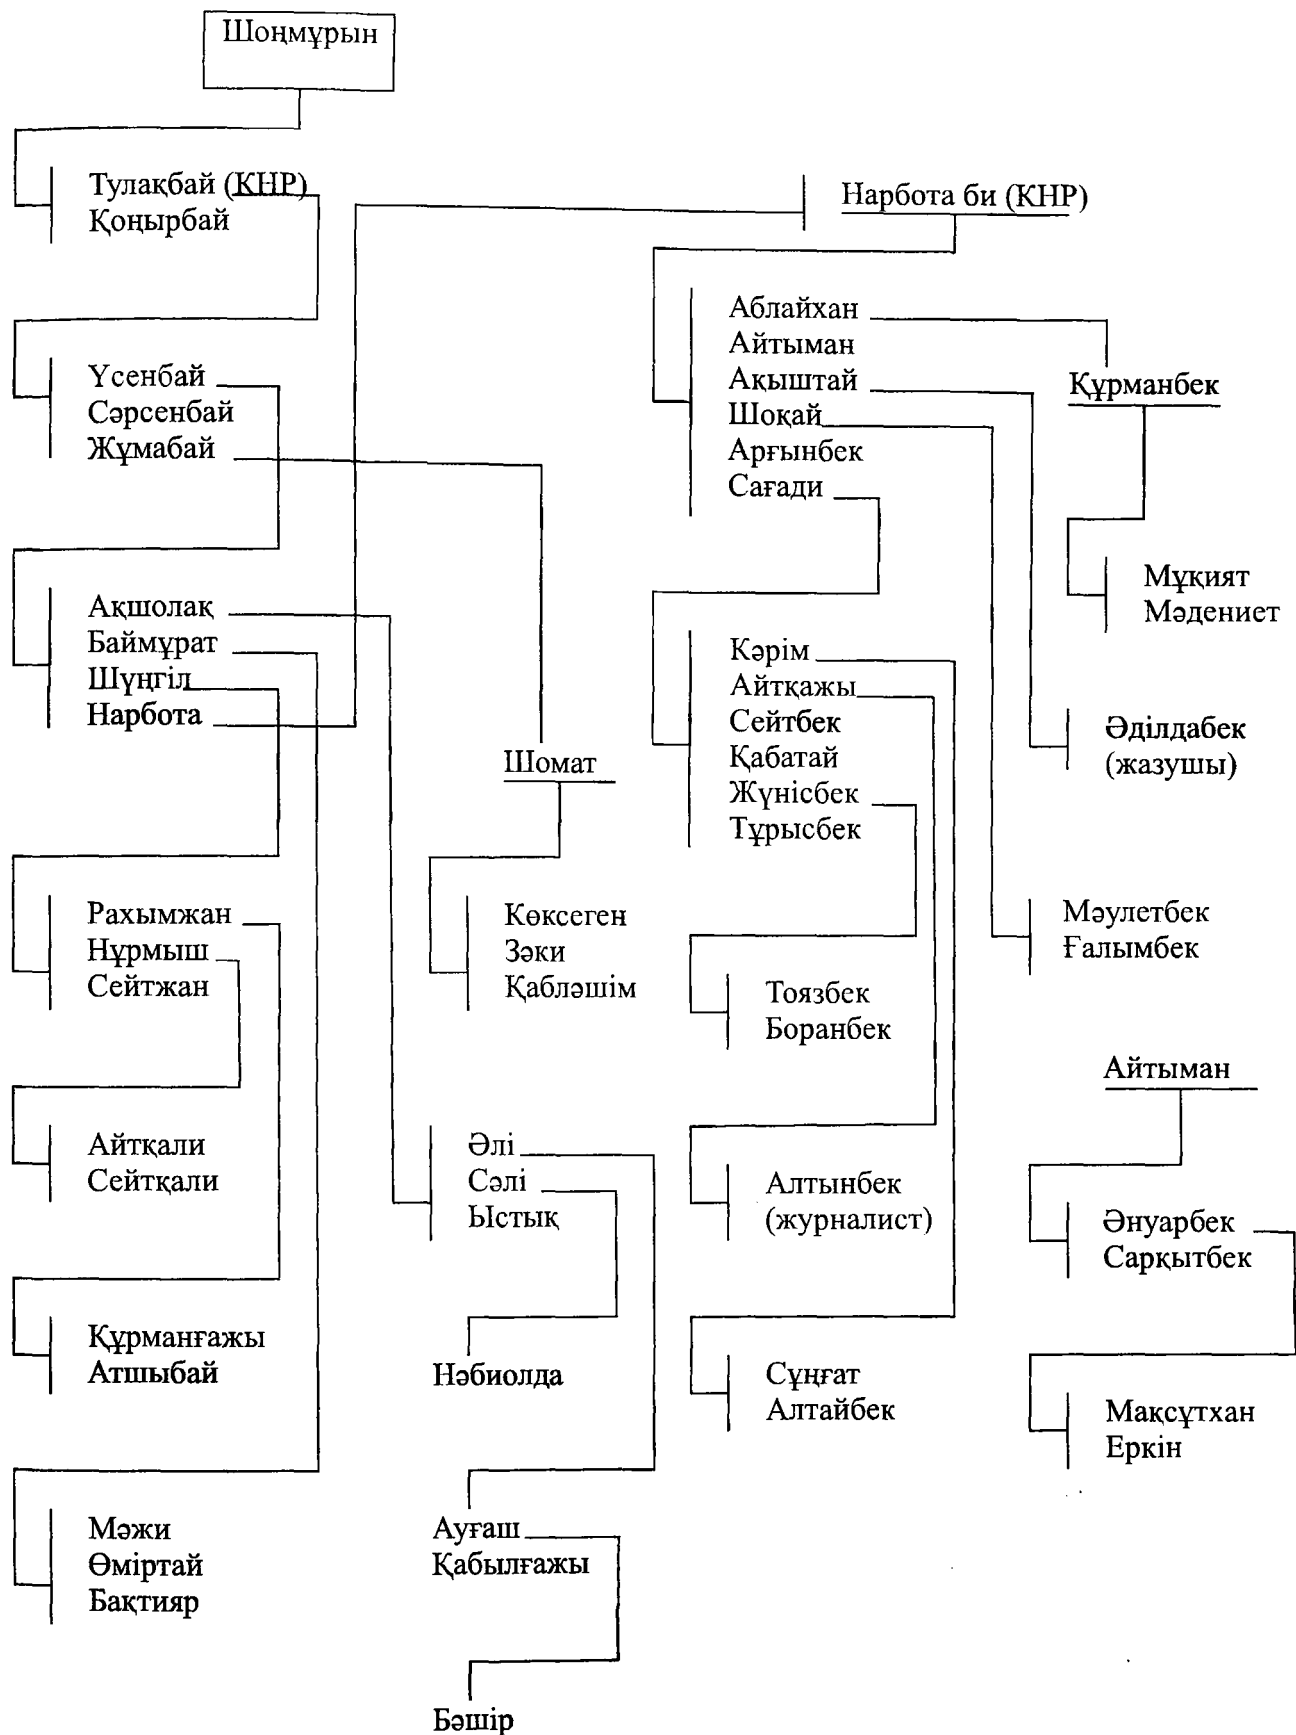 Шоңмұрын
Тулақбай (КНР)
Қоңырбай
Нарбота би (КНР)
Үсенбай
Сәрсенбай
Жұмабай
Аблайхан
Айтыман
Ақыштай
Шоқай
Арғынбек
Сағади
Құрманбек
Мұқият
Мәдениет
Ақшолақ
Баймұрат
Шүңгіл
Нарбота
Кәрім
Айтқажы
Сейтбек
Қабатай
Жүнісбек
Тұрысбек
Әділдабек
(жазушы)
Шомат
Рахымжан
Нұрмыш
Сейтжан
Көксеген
Зәки
Қабләшім
Мәулетбек
Ғалымбек
Тоязбек
Боранбек
Айтыман
Айтқали
Сейтқали
Әлі
Сәлі
Ыстық
Алтынбек
(журналист)
Әнуарбек
Сарқытбек
Құрманғажы
Атшыбай
Нәбиолда
Сұңғат
Алтайбек
Мақсұтхан
Еркін
Мәжи
Өміртай
Бақтияр
Ауғаш
Қабылғажы
Бәшір